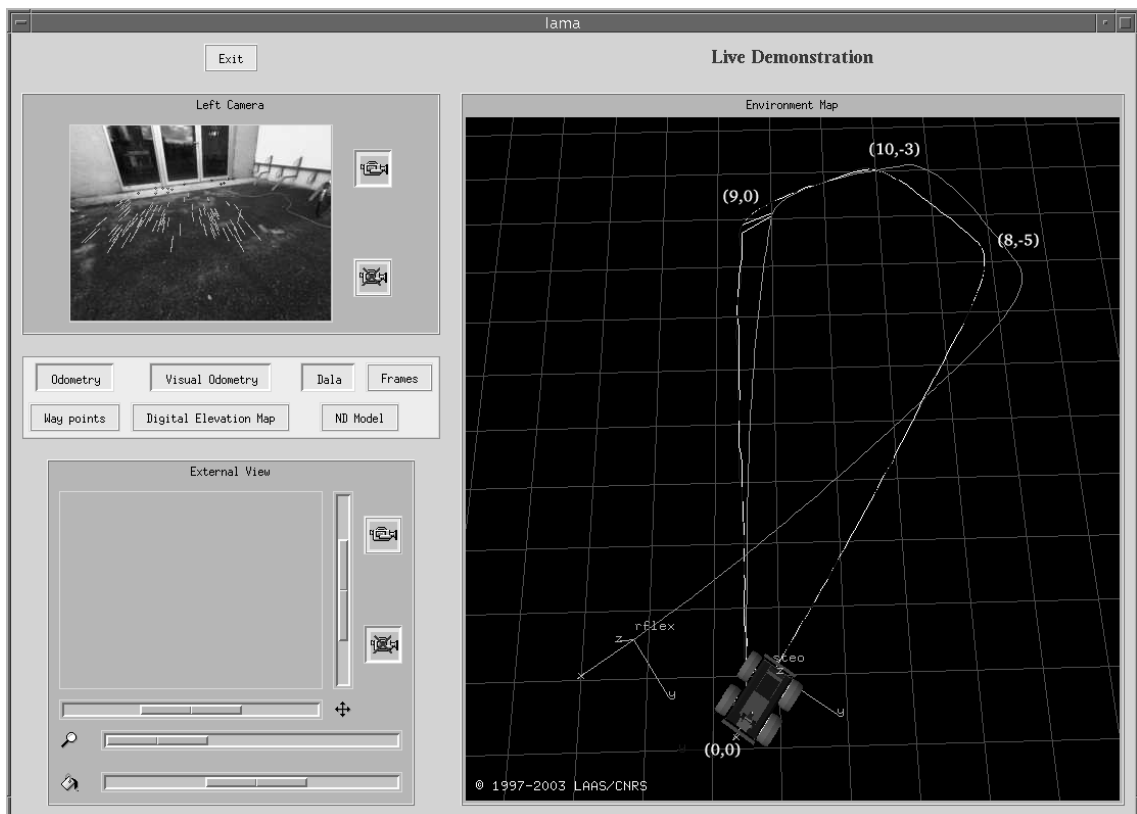 lama
Exit
Live Demonstration
Left Camera
Environment Map
(10,-3)
(9,0)
(8,-5)
Odometry
Visual Odometry
Dala
Frames
Way points
Digital Elevation Map
ND Model
External View
rflex
z
x
y
steo
z
y
x
(0,0)
© 1997-2003 LAAS/CNRS